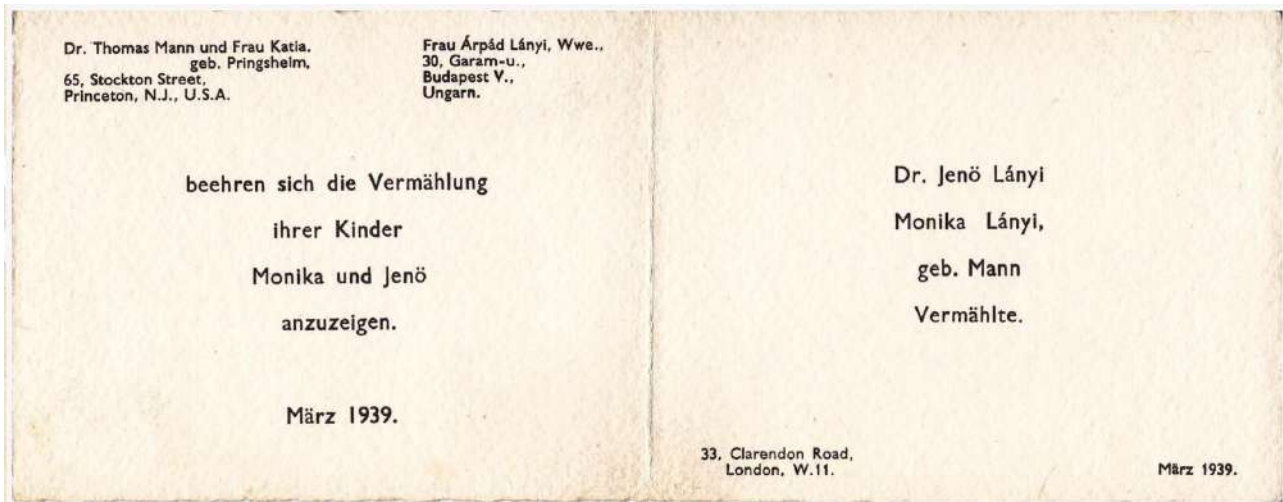 Dr. Thomas Mann und Frau Katia,
geb. Pringsheim,
65, Stockton Street,
Princeton, N.J., U.S.A.
Frau Árpád Lányi, Wwe.,
30, Garam-u.,
Budapest V.,
Ungarn.
beehren sich die Vermählung
ihrer Kinder
Monika und Jenö
anzuzeigen.
März 1939.
Dr. Jenö Lányi
Monika Lányi,
geb. Mann
Vermählte.
33, Clarendon Road,
London, W.11.
März 1939.